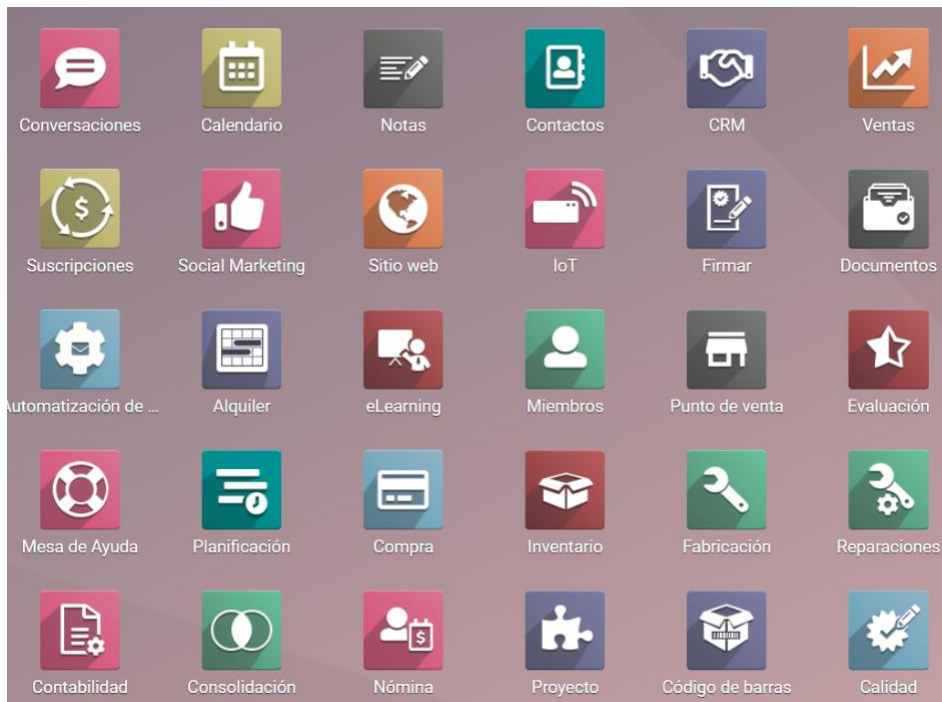 Conversaciones
Calendario
Notas
Contactos
CRM
Ventas
Suscripciones
Social Marketing
Sitio web
IoT
Firmar
Documentos
Automatización de ...
Alquiler
eLearning
Miembros
Punto de venta
Evaluación
Mesa de Ayuda
Planificación
Compra
Inventario
Fabricación
Reparaciones
Contabilidad
Consolidación
Nómina
Proyecto
Código de barras
Calidad